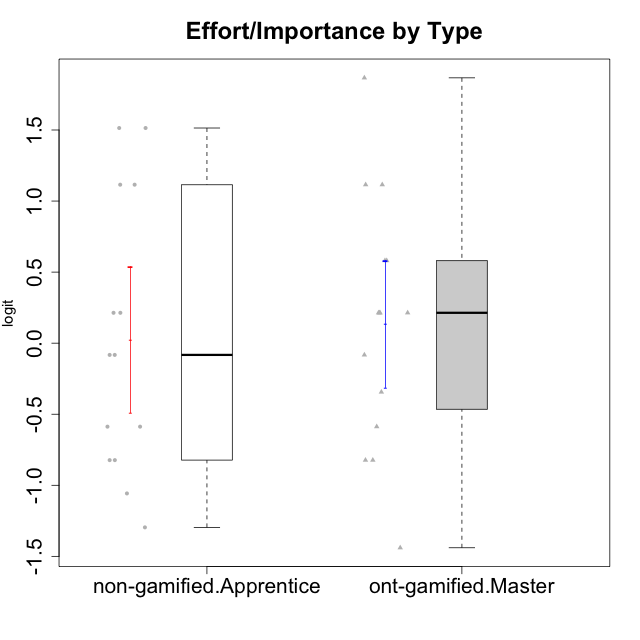 Effort/Importance by Type
logit
1.5
1.0
0.5
0.0
-0.5
-1.0
-1.5
non-gamified.Apprentice
ont-gamified.Master